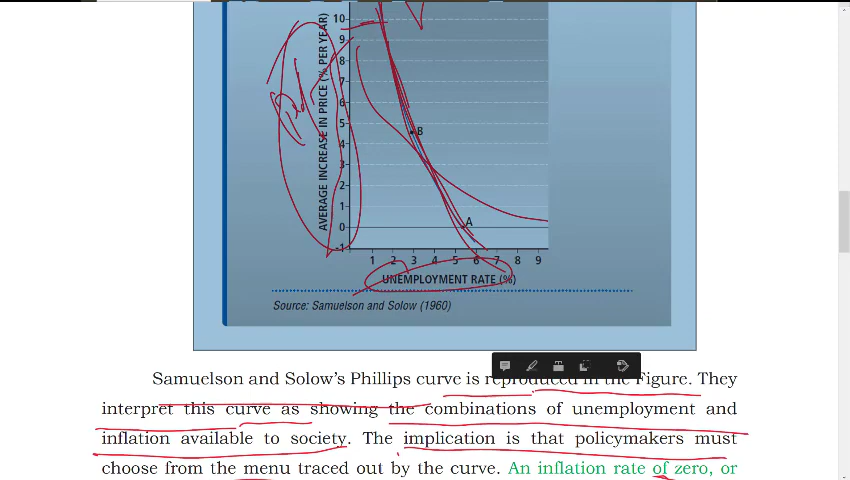 AVERAGE INCREASE IN PRICE (% PER YEAR)
10
9
8
7
6
5
4
3
2
1
0
-1
B
A
1 2 3 4 5 6 7 8 9
UNEMPLOYMENT RATE (%)
Source: Samuelson and Solow (1960)
Samuelson and Solow's Phillips curve is reproduced in the Figure. They
interpret this curve as showing the combinations of unemployment and
inflation available to society. The implication is that policymakers must
choose from the menu traced out by the curve. An inflation rate of zero, or